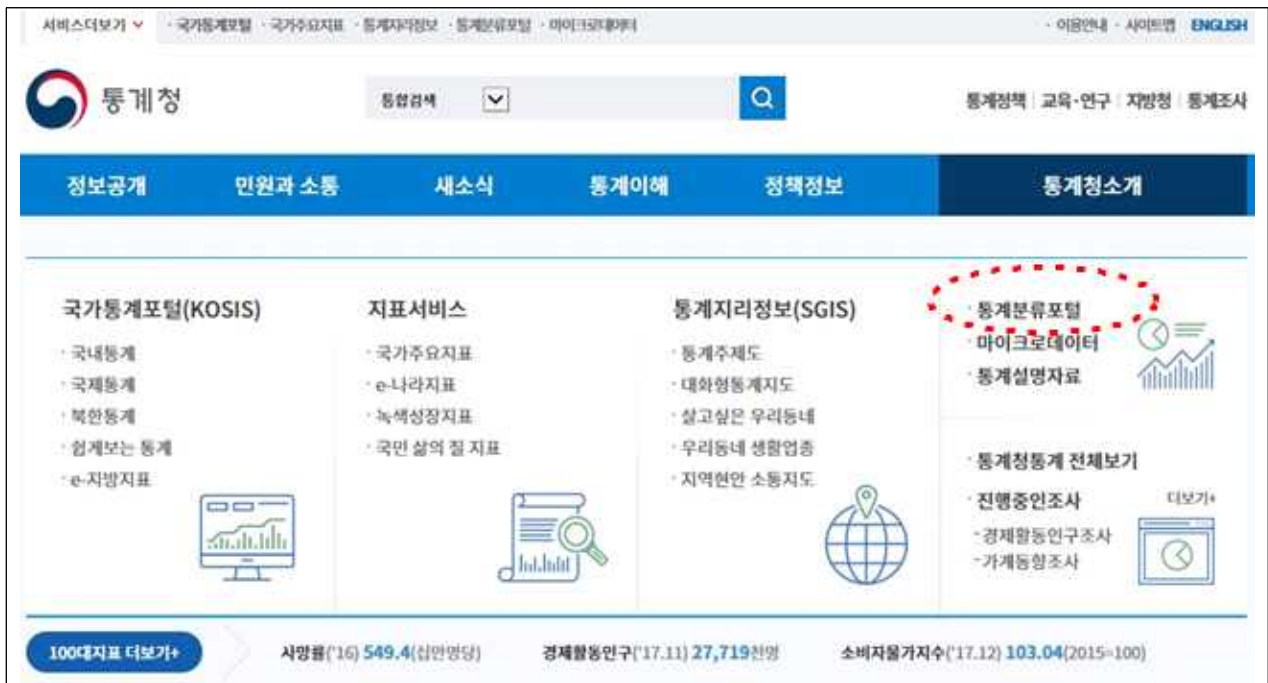 서비스더보기 · 국가통계포털 · 국가주요지표 · 통계지리정보 · 통계분류포털 · 마이크로데이터 · 이용안내 · 사이트맵 ENGLISH
통계청 통합검색 통계정책 교육·연구 지방청 통계조사
정보공개 민원과 소통 새소식 통계이해 정책정보 통계청소개
국가통계포털(KOSIS)
· 국내통계
· 국제통계
· 북한통계
· 쉽게보는 통계
· e-지방지표
지표서비스
· 국가주요지표
· e-나라지표
· 녹색성장지표
· 국민 삶의 질 지표
통계지리정보(SGIS)
· 통계주제도
· 대화형통계지도
· 살고싶은 우리동네
· 우리동네 생활업종
· 지역현안 소통지도
· 통계분류포털
· 마이크로데이터
· 통계설명자료
· 통계청통계 전체보기
· 진행중인조사 더보기+
-경제활동인구조사
-가계동향조사
100대지표 더보기+ 사망률('16) 549.4(십만명당) 경제활동인구('17.11) 27,719천명 소비자물가지수('17.12) 103.04(2015=100)